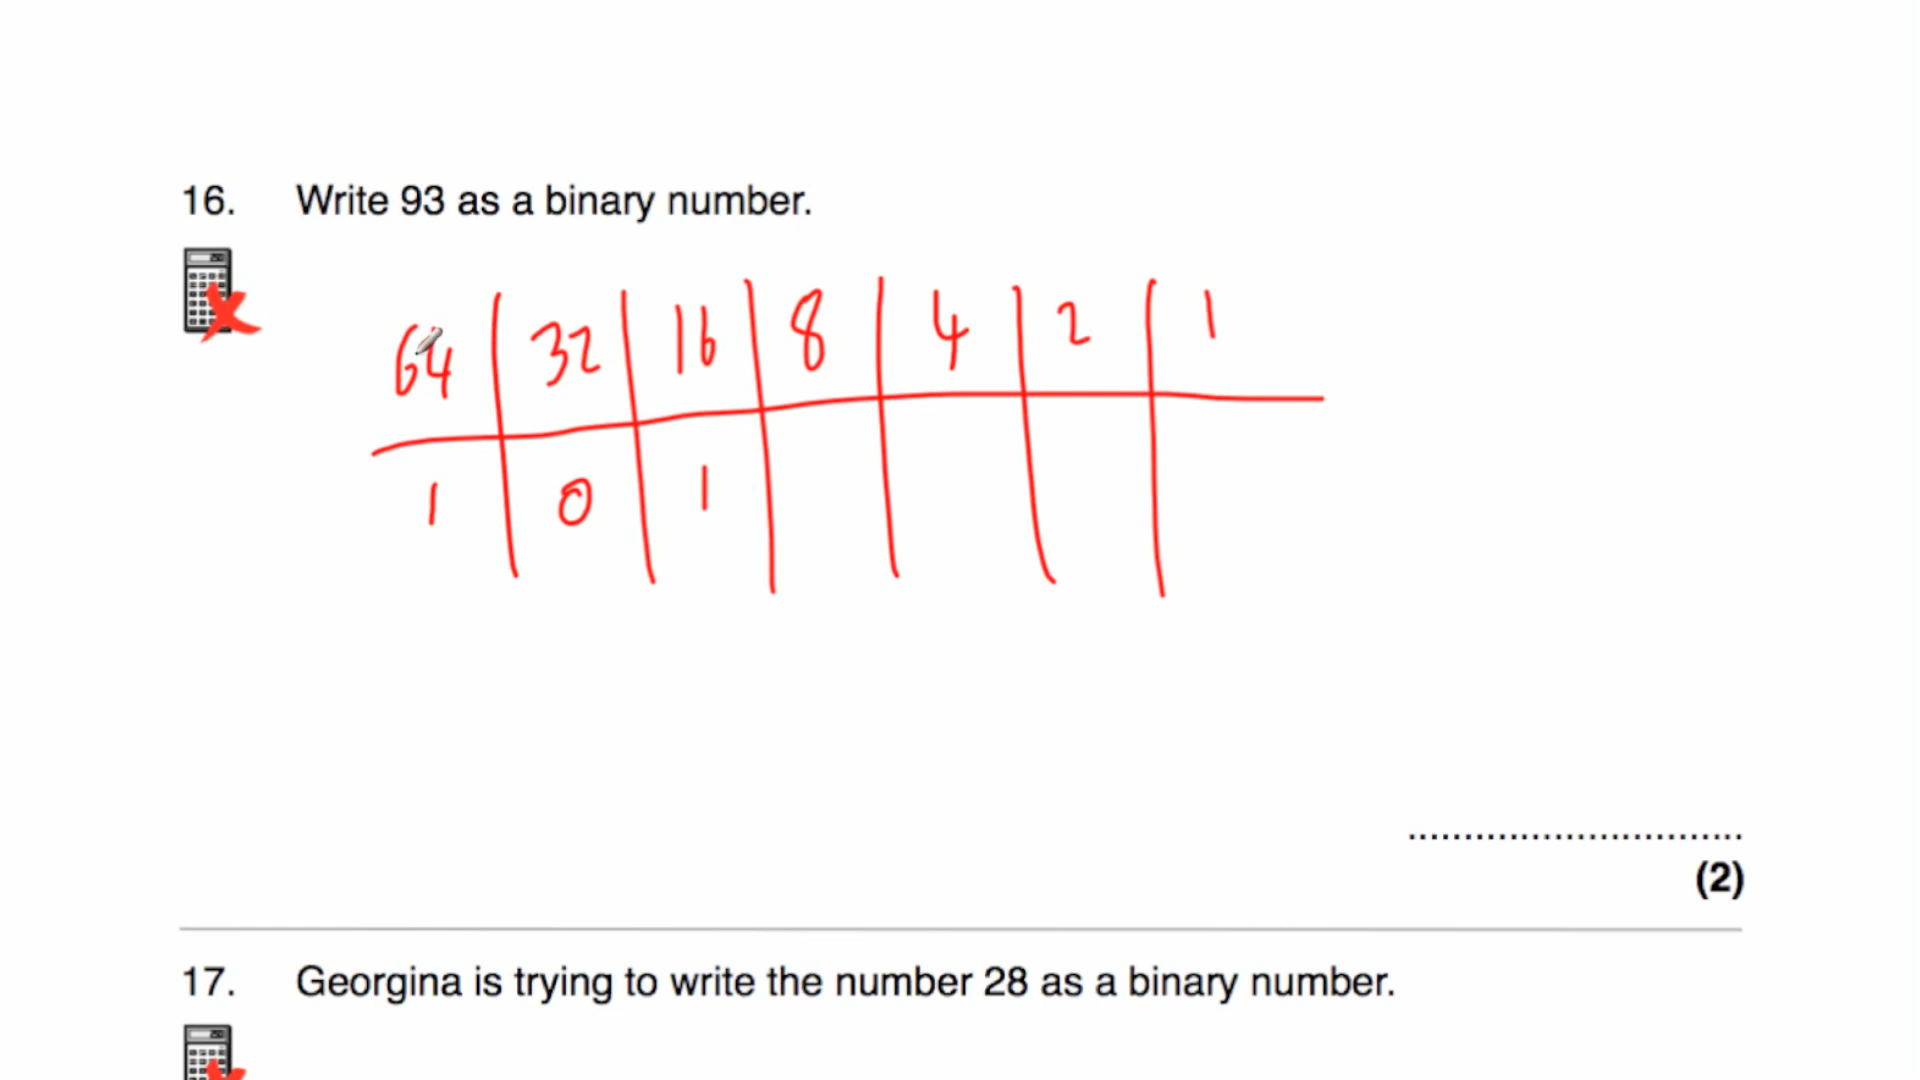 16. Write 93 as a binary number.
64 32 16 8 4 2 1
1 0 1
..............................
(2)
17. Georgina is trying to write the number 28 as a binary number.